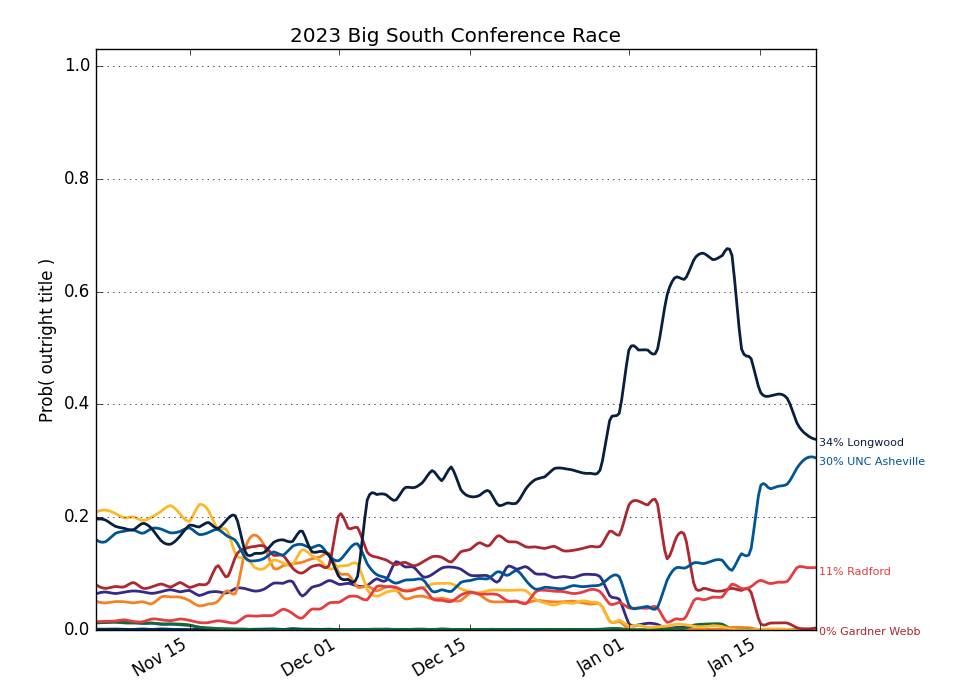 2023 Big South Conference Race
1.0
0.8
0.6
0.4
0.2
0.0
Prob( outright title )
34% Longwood
30% UNC Asheville
11% Radford
0% Gardner Webb
Nov 15
Dec 01
Dec 15
Jan 01
Jan 15